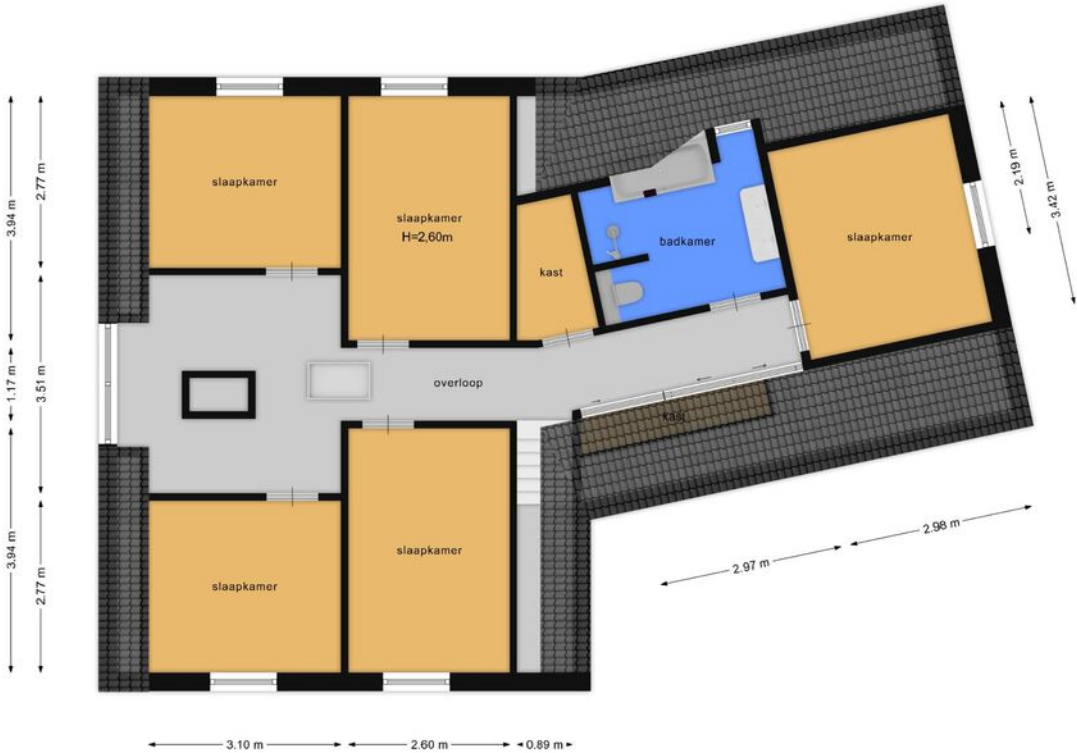 slaapkamer
slaapkamer
H=2,60m
kast
badkamer
slaapkamer
overloop
kast
slaapkamer
slaapkamer
3.94 m
2.77 m
1.17 m
3.51 m
3.94 m
2.77 m
2.19 m
3.42 m
2.97 m
2.98 m
3.10 m
2.60 m
0.89 m